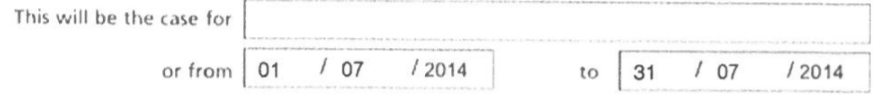 This will be the case for
or from 01 / 07 / 2014 to 31 / 07 / 2014